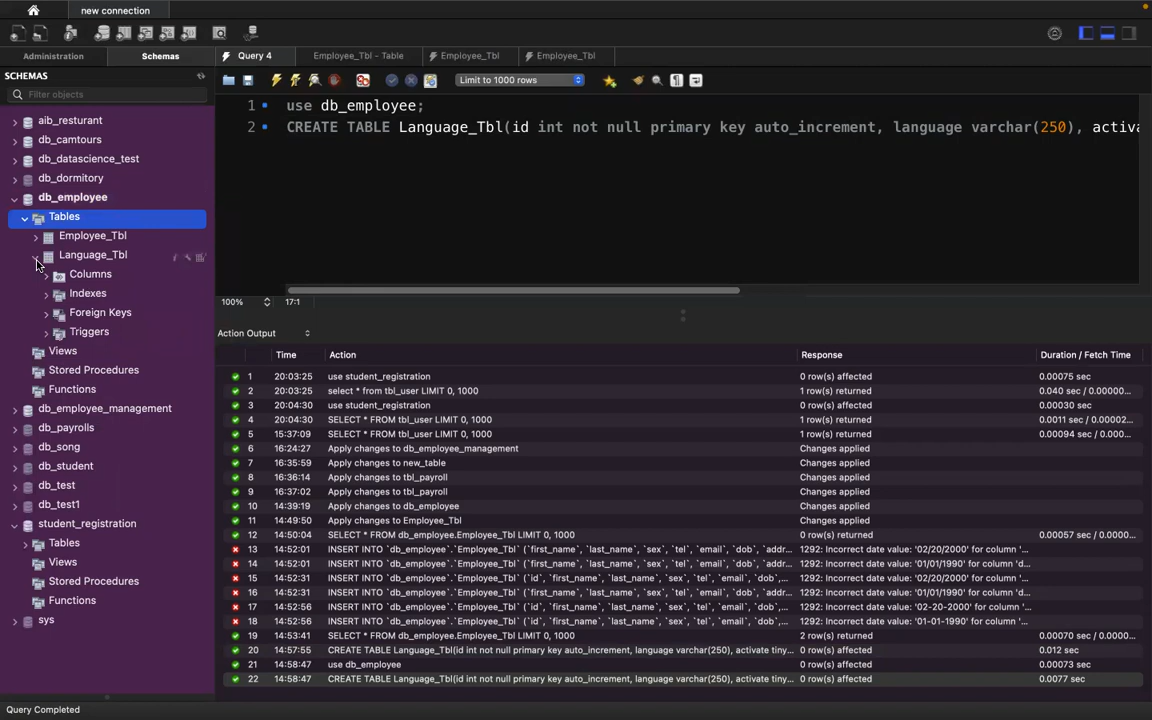 new connection
Administration
Schemas
Query 4
Employee_Tbl - Table
Employee_Tbl
Employee_Tbl
SCHEMAS
Filter objects
Limit to 1000 rows
aib_resturant
db_camtours
db_datascience_test
db_dormitory
db_employee
Tables
Employee_Tbl
Language_Tbl
Columns
Indexes
Foreign Keys
Triggers
Views
Stored Procedures
Functions
db_employee_management
db_payrolls
db_song
db_student
db_test
db_test1
student_registration
Tables
Views
Stored Procedures
Functions
sys
1 use db_employee;
2 CREATE TABLE Language_Tbl(id int not null primary key auto_increment, language varchar(250), activa
100% 17:1
Action Output
Time Action Response Duration / Fetch Time
1 20:03:25 use student_registration 0 row(s) affected 0.00075 sec
2 20:03:25 select * from tbl_user LIMIT 0, 1000 1 row(s) returned 0.040 sec / 0.00000...
3 20:04:30 use student_registration 0 row(s) affected 0.00030 sec
4 20:04:30 SELECT * FROM tbl_user LIMIT 0, 1000 1 row(s) returned 0.0011 sec / 0.00002...
5 15:37:09 SELECT * FROM tbl_user LIMIT 0, 1000 1 row(s) returned 0.00094 sec / 0.000...
6 16:24:27 Apply changes to db_employee_management Changes applied
7 16:35:59 Apply changes to new_table Changes applied
8 16:36:14 Apply changes to tbl_payroll Changes applied
9 16:37:02 Apply changes to tbl_payroll Changes applied
10 14:39:19 Apply changes to db_employee Changes applied
11 14:49:50 Apply changes to Employee_Tbl Changes applied
12 14:50:04 SELECT * FROM db_employee.Employee_Tbl LIMIT 0, 1000 0 row(s) returned 0.00057 sec / 0.0000...
13 14:52:01 INSERT INTO `db_employee`.`Employee_Tbl` (`first_name`, `last_name`, `sex`, `tel`, `email`, `dob`, `addr... 1292: Incorrect date value: '02/20/2000' for column '...
14 14:52:01 INSERT INTO `db_employee`.`Employee_Tbl` (`first_name`, `last_name`, `sex`, `tel`, `email`, `dob`, `addr... 1292: Incorrect date value: '01/01/1990' for column 'd...
15 14:52:31 INSERT INTO `db_employee`.`Employee_Tbl` (`id`, `first_name`, `last_name`, `sex`, `tel`, `email`, `dob`,... 1292: Incorrect date value: '02/20/2000' for column '...
16 14:52:31 INSERT INTO `db_employee`.`Employee_Tbl` (`id`, `first_name`, `last_name`, `sex`, `tel`, `email`, `dob`,... 1292: Incorrect date value: '01/01/1990' for column 'd...
17 14:52:56 INSERT INTO `db_employee`.`Employee_Tbl` (`id`, `first_name`, `last_name`, `sex`, `tel`, `email`, `dob`,... 1292: Incorrect date value: '02-20-2000' for column '...
18 14:52:56 INSERT INTO `db_employee`.`Employee_Tbl` (`id`, `first_name`, `last_name`, `sex`, `tel`, `email`, `dob`,... 1292: Incorrect date value: '01-01-1990' for column 'd...
19 14:53:41 SELECT * FROM db_employee.Employee_Tbl LIMIT 0, 1000 2 row(s) returned 0.00070 sec / 0.0000...
20 14:57:55 CREATE TABLE Language_Tbl(id int not null primary key auto_increment, language varchar(250), activate tiny... 0 row(s) affected 0.012 sec
21 14:58:47 use db_employee 0 row(s) affected 0.00073 sec
22 14:58:47 CREATE TABLE Language_Tbl(id int not null primary key auto_increment, language varchar(250), activate tiny... 0 row(s) affected 0.0077 sec
Query Completed